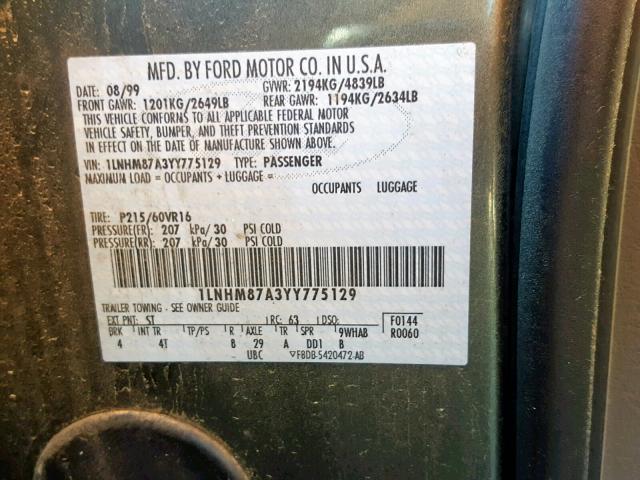 MFD. BY FORD MOTOR CO. IN U.S.A.
DATE: 08/99 GVWR: 2194KG/4839LB
FRONT GAWR: 1201KG/2649LB REAR GAWR: 1194KG/2634LB
THIS VEHICLE CONFORMS TO ALL APPLICABLE FEDERAL MOTOR
VEHICLE SAFETY, BUMPER, AND THEFT PREVENTION STANDARDS
IN EFFECT ON THE DATE OF MANUFACTURE SHOWN ABOVE.
VIN: 1LNHM87A3YY775129 TYPE: PASSENGER
MAXIMUM LOAD = OCCUPANTS + LUGGAGE =
OCCUPANTS LUGGAGE
TIRE: P215/60VR16
PRESSURE(FR): 207 kPa/30 PSI COLD
PRESSURE(RR): 207 kPa/30 PSI COLD
1LNHM87A3YY775129
TRAILER TOWING - SEE OWNER GUIDE
EXT PNT: ST RC: 63 DSO: F0144
BRK INT TR TP/PS R AXLE TR SPR 9WHAB R0060
4 4T B 29 A DD1 B
UBC F8DB-5420472-AB